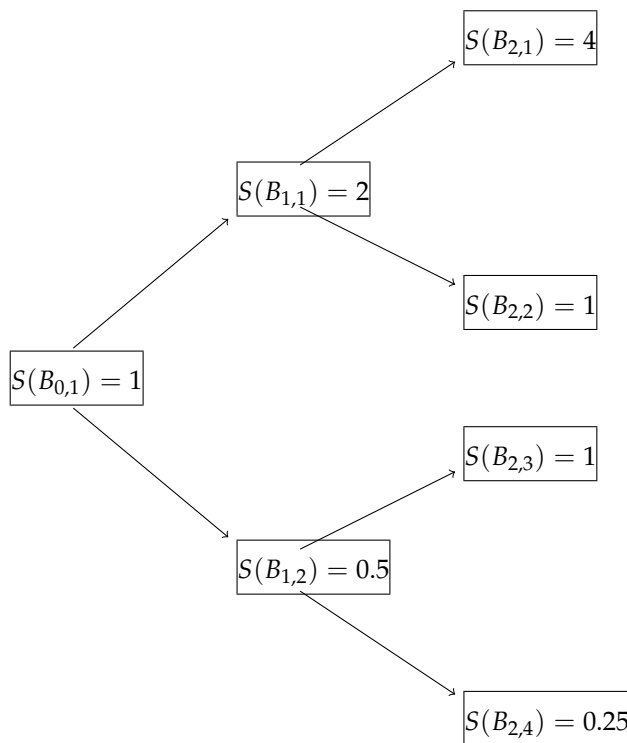 S(B_{2,1}) = 4
S(B_{1,1}) = 2
S(B_{2,2}) = 1
S(B_{0,1}) = 1
S(B_{2,3}) = 1
S(B_{1,2}) = 0.5
S(B_{2,4}) = 0.25